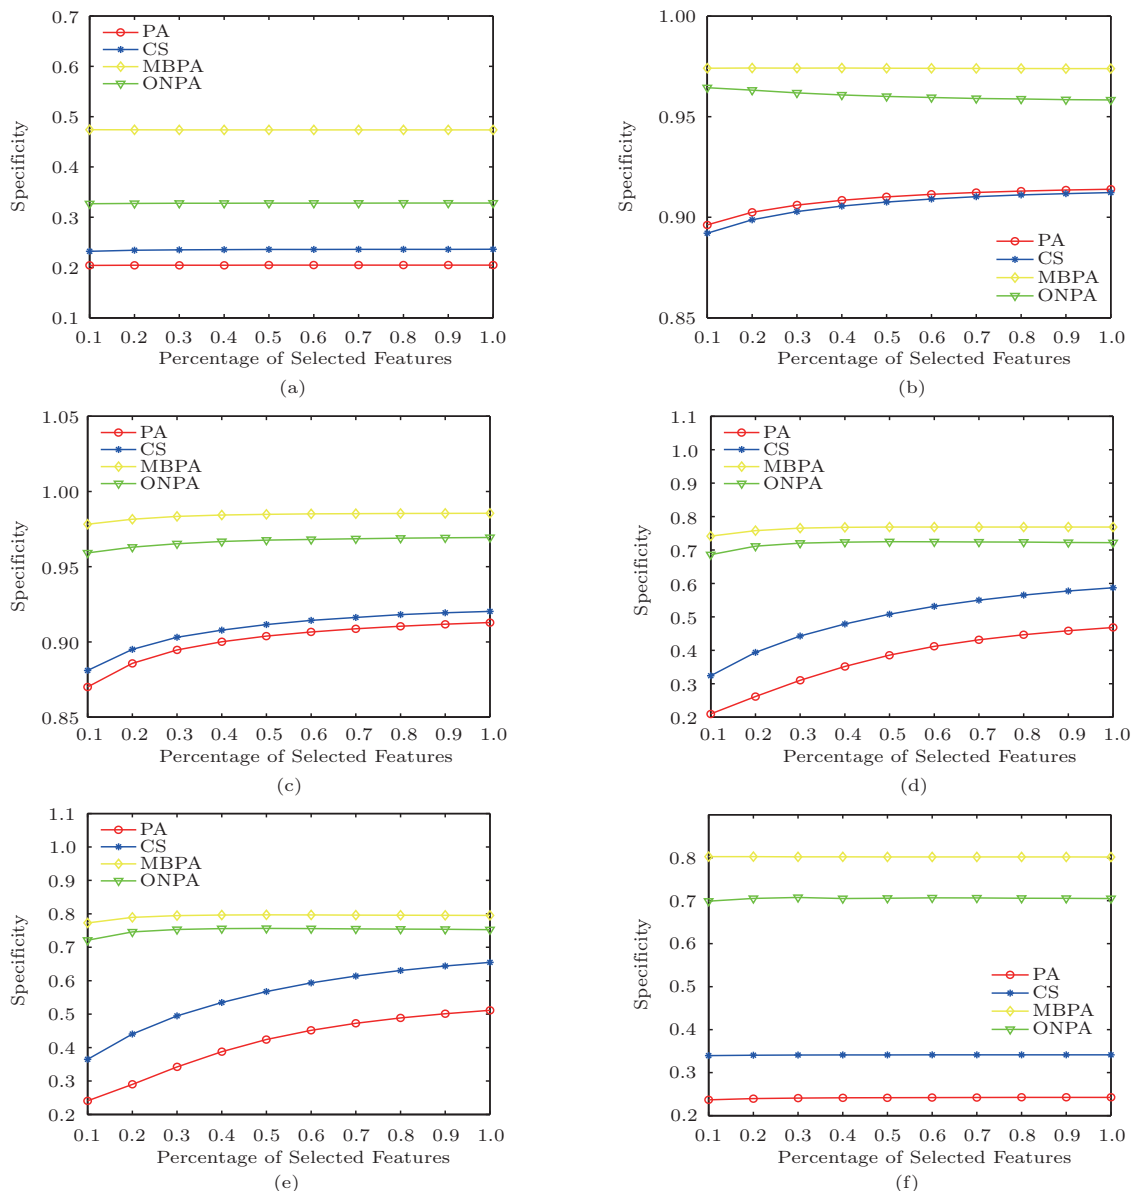 0.7
0.6
0.5
0.4
0.3
0.2
0.1
Specificity
PA
CS
MBPA
ONPA
0.1 0.2 0.3 0.4 0.5 0.6 0.7 0.8 0.9 1.0
Percentage of Selected Features
(a)
1.00
0.95
0.90
0.85
Specificity
PA
CS
MBPA
ONPA
0.1 0.2 0.3 0.4 0.5 0.6 0.7 0.8 0.9 1.0
Percentage of Selected Features
(b)
1.05
1.00
0.95
0.90
0.85
Specificity
PA
CS
MBPA
ONPA
0.1 0.2 0.3 0.4 0.5 0.6 0.7 0.8 0.9 1.0
Percentage of Selected Features
(c)
1.1
1.0
0.9
0.8
0.7
0.6
0.5
0.4
0.3
0.2
Specificity
PA
CS
MBPA
ONPA
0.1 0.2 0.3 0.4 0.5 0.6 0.7 0.8 0.9 1.0
Percentage of Selected Features
(d)
1.1
1.0
0.9
0.8
0.7
0.6
0.5
0.4
0.3
0.2
Specificity
PA
CS
MBPA
ONPA
0.1 0.2 0.3 0.4 0.5 0.6 0.7 0.8 0.9 1.0
Percentage of Selected Features
(e)
0.8
0.7
0.6
0.5
0.4
0.3
0.2
Specificity
PA
CS
MBPA
ONPA
0.1 0.2 0.3 0.4 0.5 0.6 0.7 0.8 0.9 1.0
Percentage of Selected Features
(f)